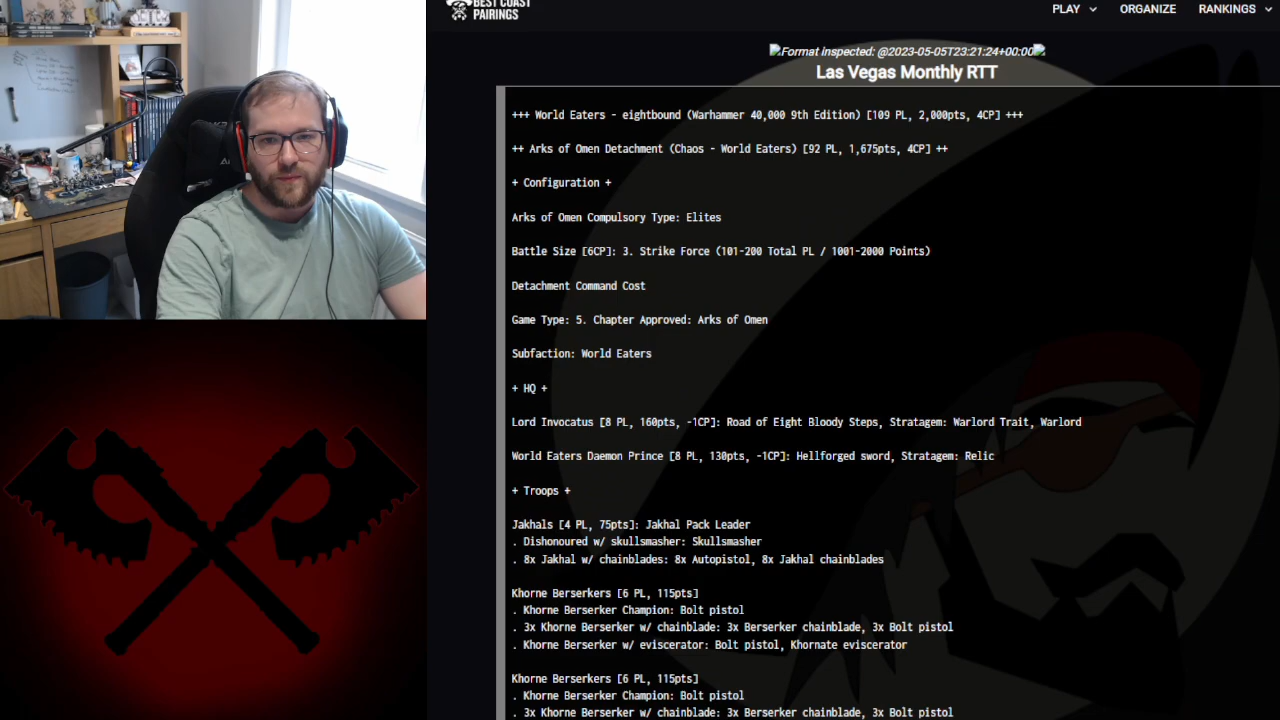 BEST COAST
PAIRINGS
PLAY
ORGANIZE
RANKINGS
Format inspected: @2023-05-05T23:21:24+00:00
Las Vegas Monthly RTT
+++ World Eaters - eightbound (Warhammer 40,000 9th Edition) [109 PL, 2,000pts, 4CP] +++
++ Arks of Omen Detachment (Chaos - World Eaters) [92 PL, 1,675pts, 4CP] ++
+ Configuration +
Arks of Omen Compulsory Type: Elites
Battle Size [6CP]: 3. Strike Force (101-200 Total PL / 1001-2000 Points)
Detachment Command Cost
Game Type: 5. Chapter Approved: Arks of Omen
Subfaction: World Eaters
+ HQ +
Lord Invocatus [8 PL, 160pts, -1CP]: Road of Eight Bloody Steps, Stratagem: Warlord Trait, Warlord
World Eaters Daemon Prince [8 PL, 130pts, -1CP]: Hellforged sword, Stratagem: Relic
+ Troops +
Jakhals [4 PL, 75pts]: Jakhal Pack Leader
. Dishonoured w/ skullsmasher: Skullsmasher
. 8x Jakhal w/ chainblades: 8x Autopistol, 8x Jakhal chainblades
Khorne Berserkers [6 PL, 115pts]
. Khorne Berserker Champion: Bolt pistol
. 3x Khorne Berserker w/ chainblade: 3x Berserker chainblade, 3x Bolt pistol
. Khorne Berserker w/ eviscerator: Bolt pistol, Khornate eviscerator
Khorne Berserkers [6 PL, 115pts]
. Khorne Berserker Champion: Bolt pistol
. 3x Khorne Berserker w/ chainblade: 3x Berserker chainblade, 3x Bolt pistol